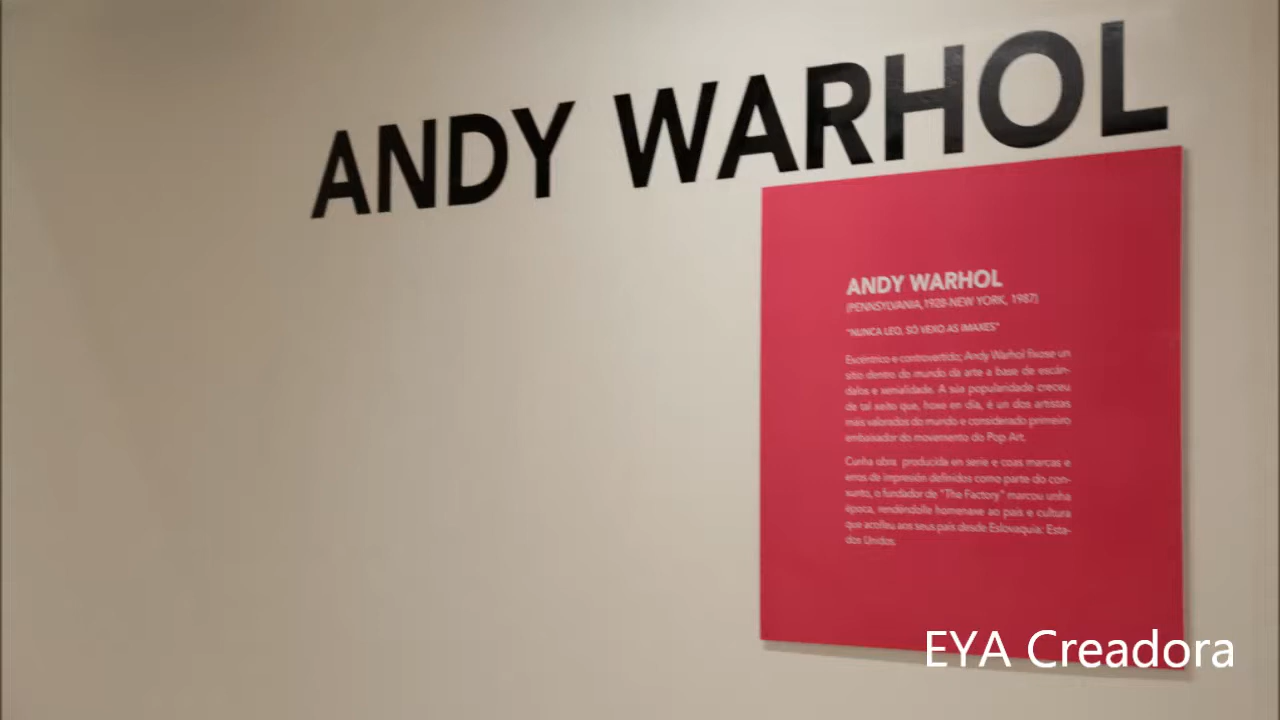 ANDY WARHOL
ANDY WARHOL
(PENNSYLVANIA,1928-NEW YORK, 1987)
"NUNCA LEO, SÓ VEXO AS IMAXES"
Escéntrico e controvertido; Andy Warhol fíxose un
sitio dentro do mundo da arte a base de escán-
dalos e xenialidade. A súa popularidade creceu
de tal xeito que, hoxe en día, é un dos artistas
máis valorados do mundo e considerado primeiro
embaixador do movemento do Pop Art.
Cunha obra producida en serie e coas marcas e
erros de impresión definidos como parte do con-
xunto, o fundador de "The Factory" marcou unha
época, rendéndolle homenaxe ao país e cultura
que acolleu aos seus pais desde Eslovaquia: Esta-
dos Unidos.
EYA Creadora